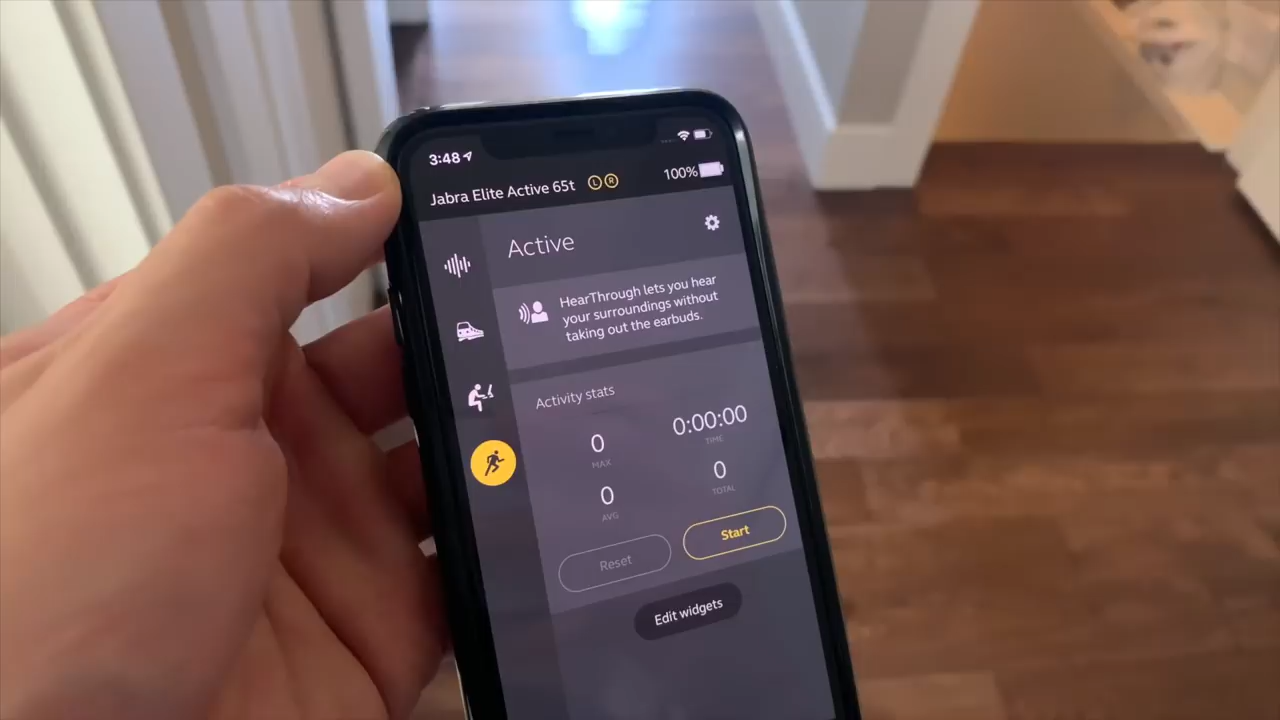 3:48
Jabra Elite Active 65t L R 100%
Active
HearThrough lets you hear
your surroundings without
taking out the earbuds.
Activity stats
0 0:00:00
MAX TIME
0 0
AVG TOTAL
Reset Start
Edit widgets